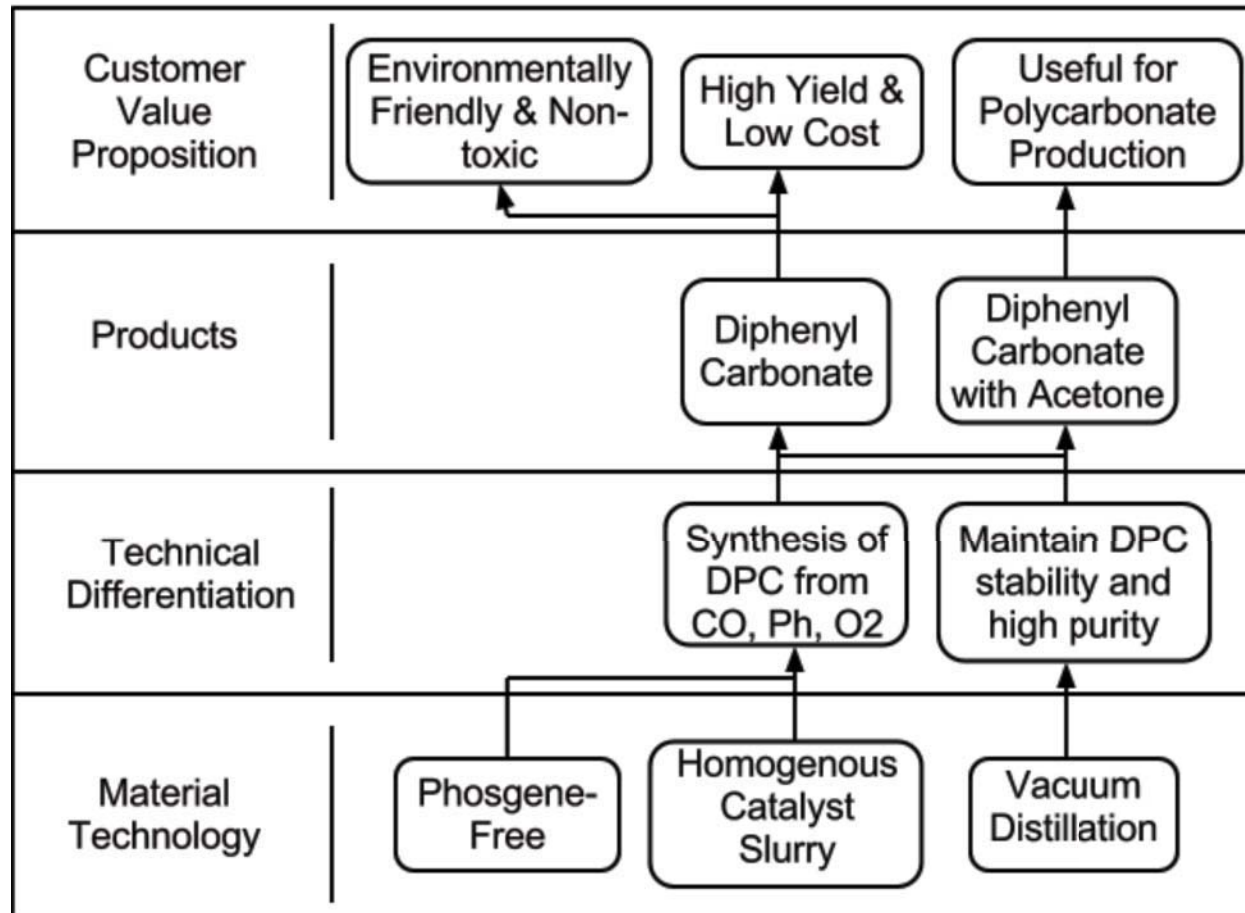 Customer
Value
Proposition
Environmentally
Friendly & Non-
toxic
High Yield &
Low Cost
Useful for
Polycarbonate
Production
Products
Diphenyl
Carbonate
Diphenyl
Carbonate
with Acetone
Technical
Differentiation
Synthesis of
DPC from
CO, Ph, O2
Maintain DPC
stability and
high purity
Material
Technology
Phosgene-
Free
Homogenous
Catalyst
Slurry
Vacuum
Distillation